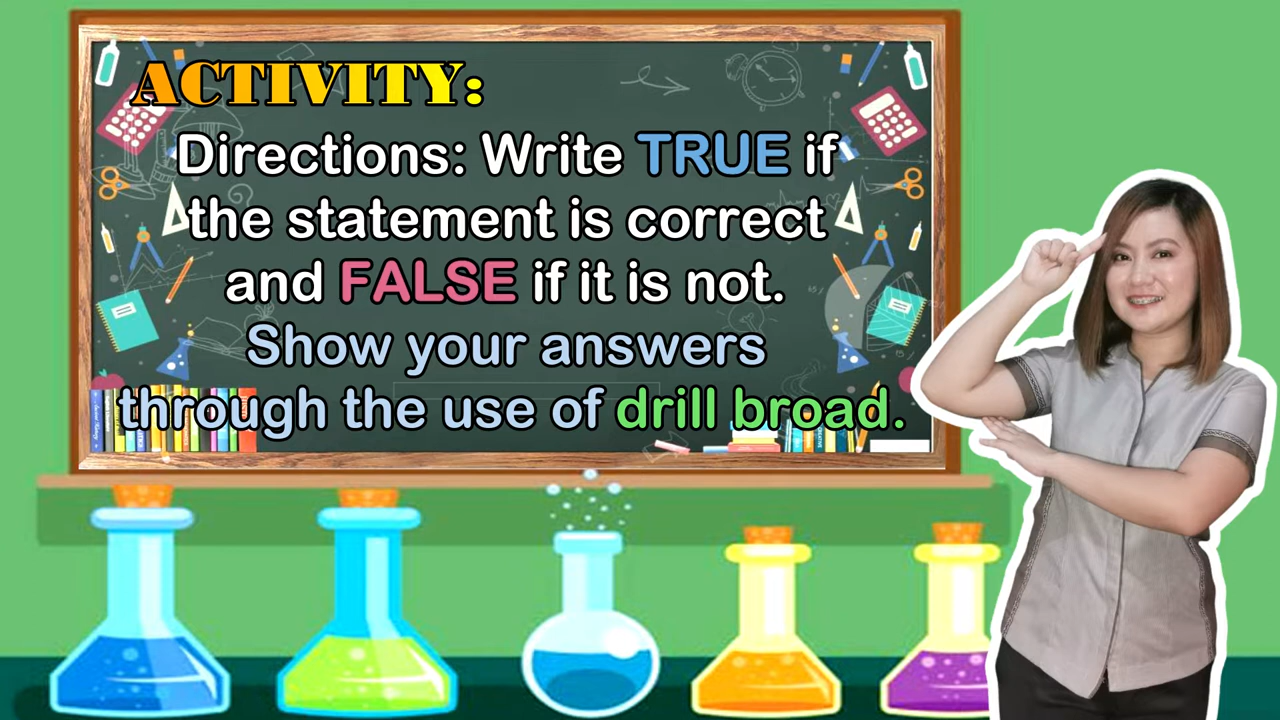 ACTIVITY:
Directions: Write TRUE if
the statement is correct
and FALSE if it is not.
Show your answers
through the use of drill broad.